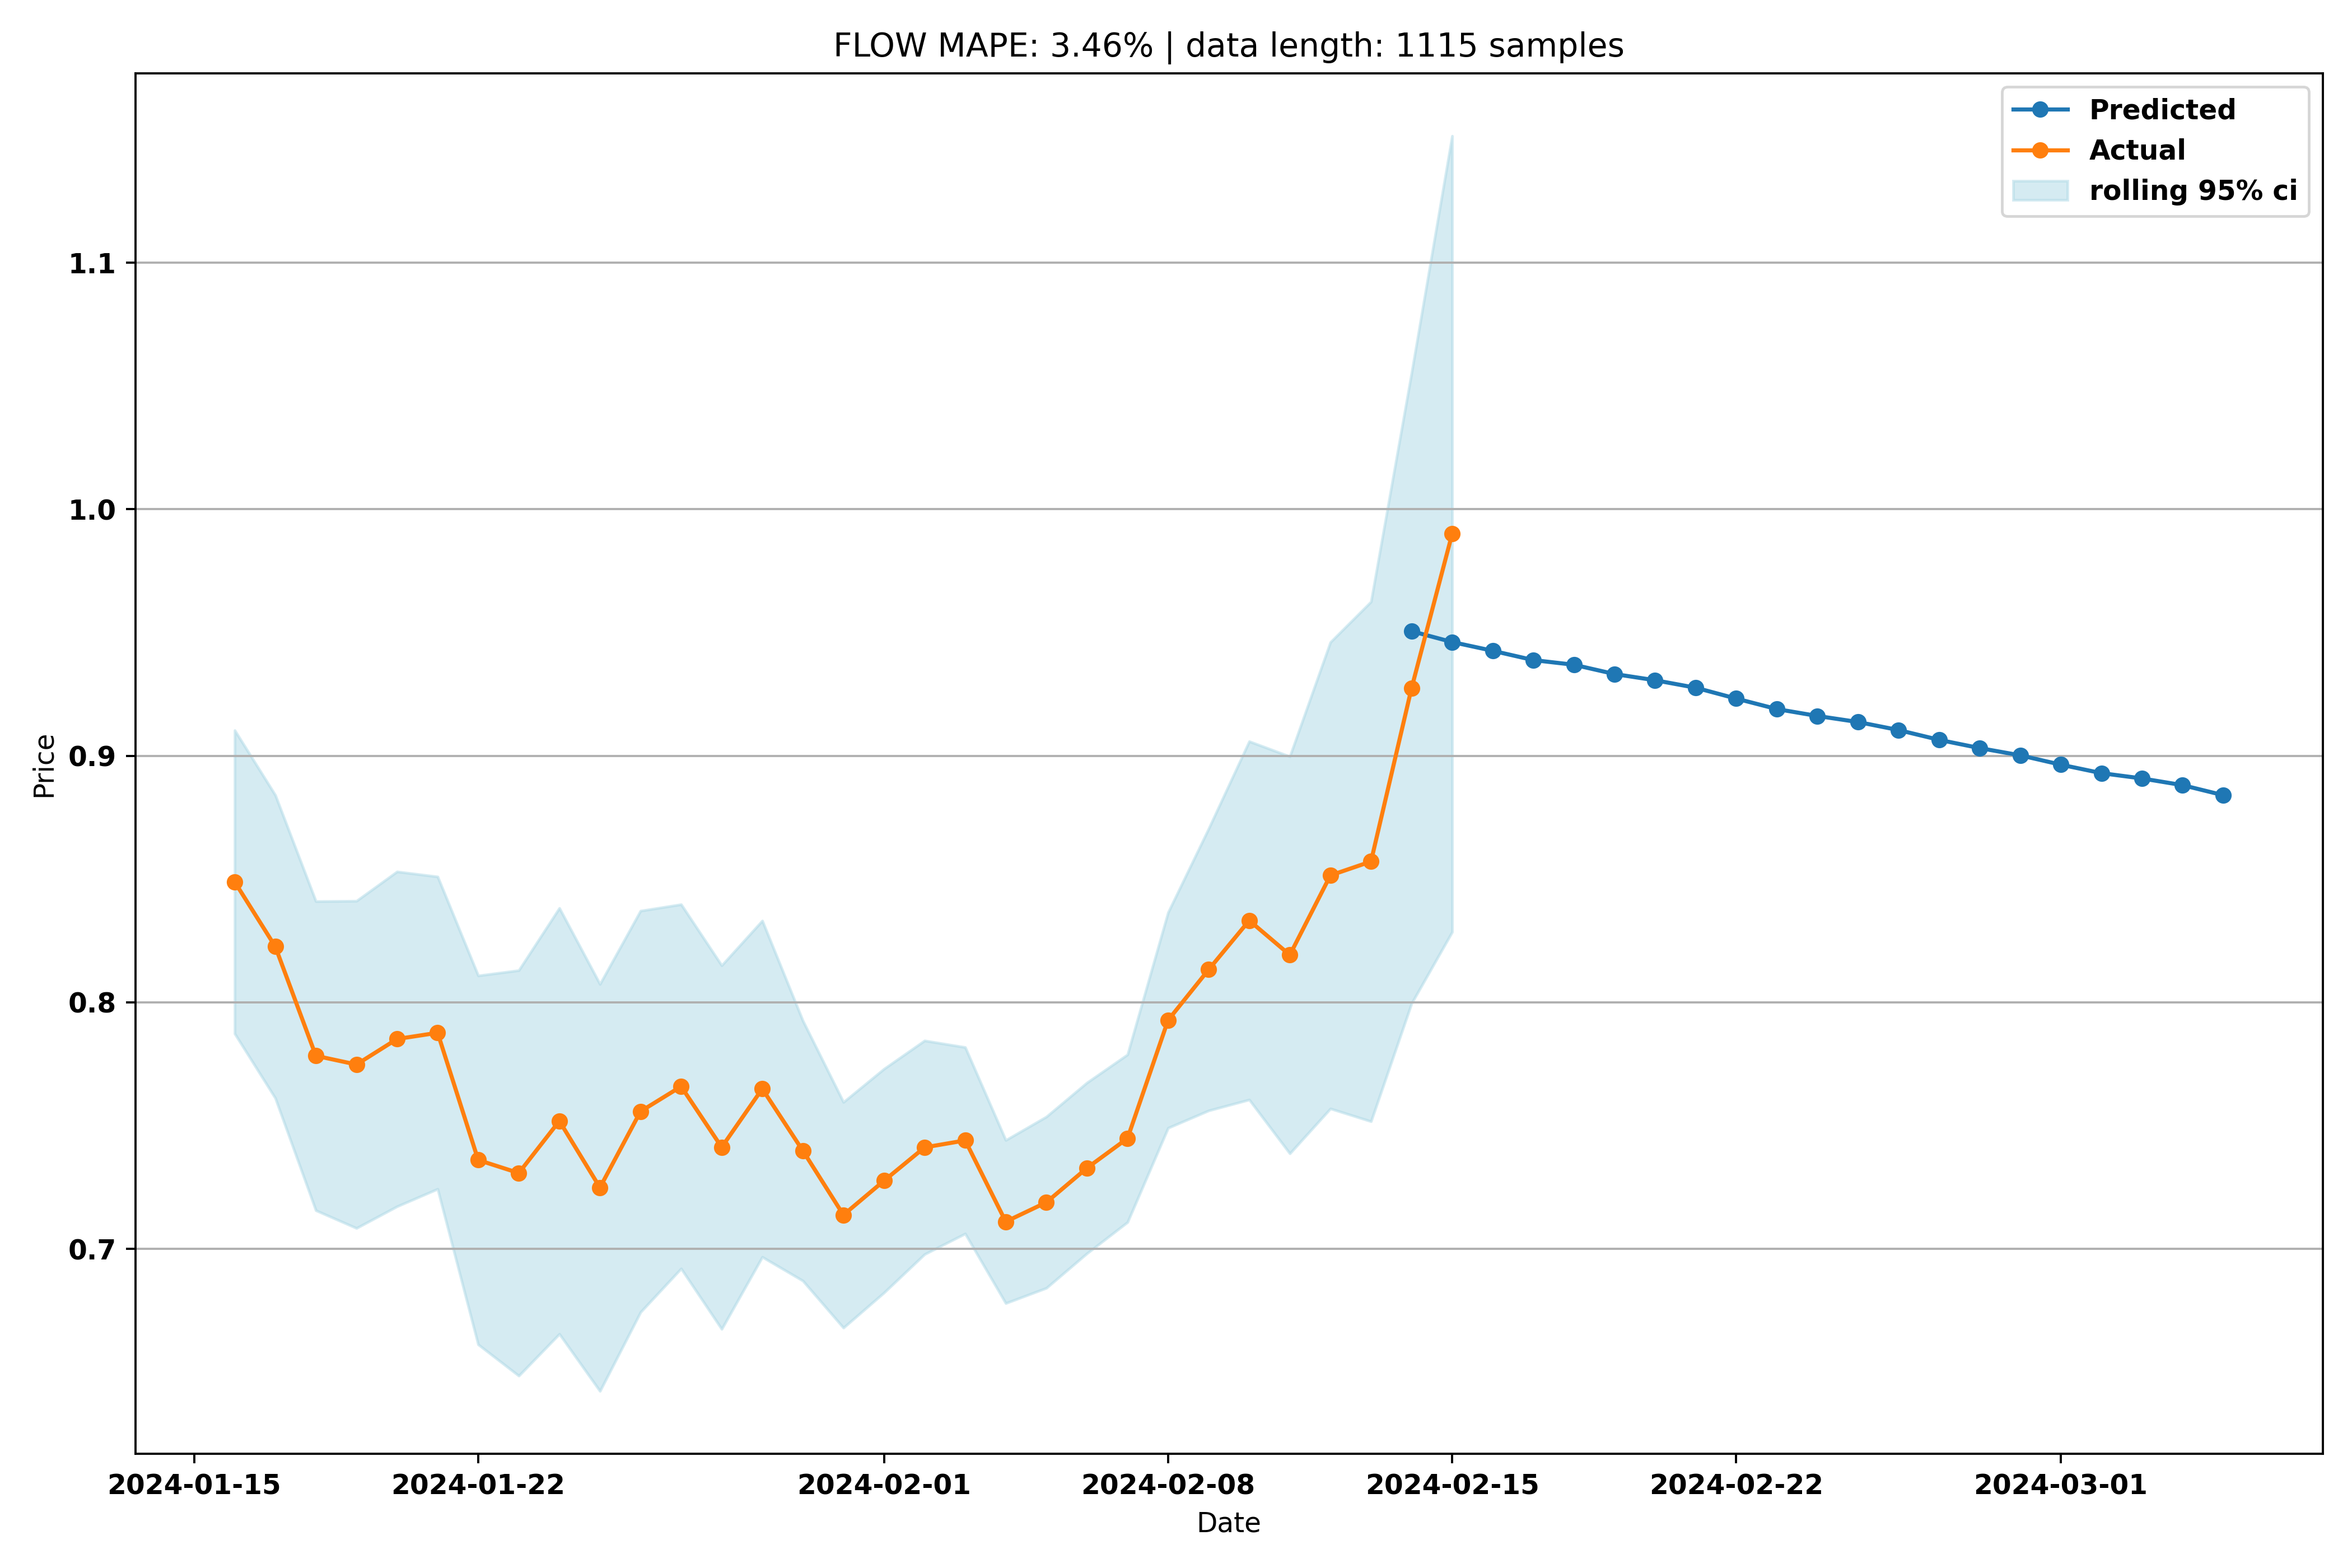 FLOW MAPE: 3.46% | data length: 1115 samples
Predicted
Actual
rolling 95% ci
1.1
1.0
0.9
0.8
0.7
Price
2024-01-15 2024-01-22 2024-02-01 2024-02-08 2024-02-15 2024-02-22 2024-03-01
Date